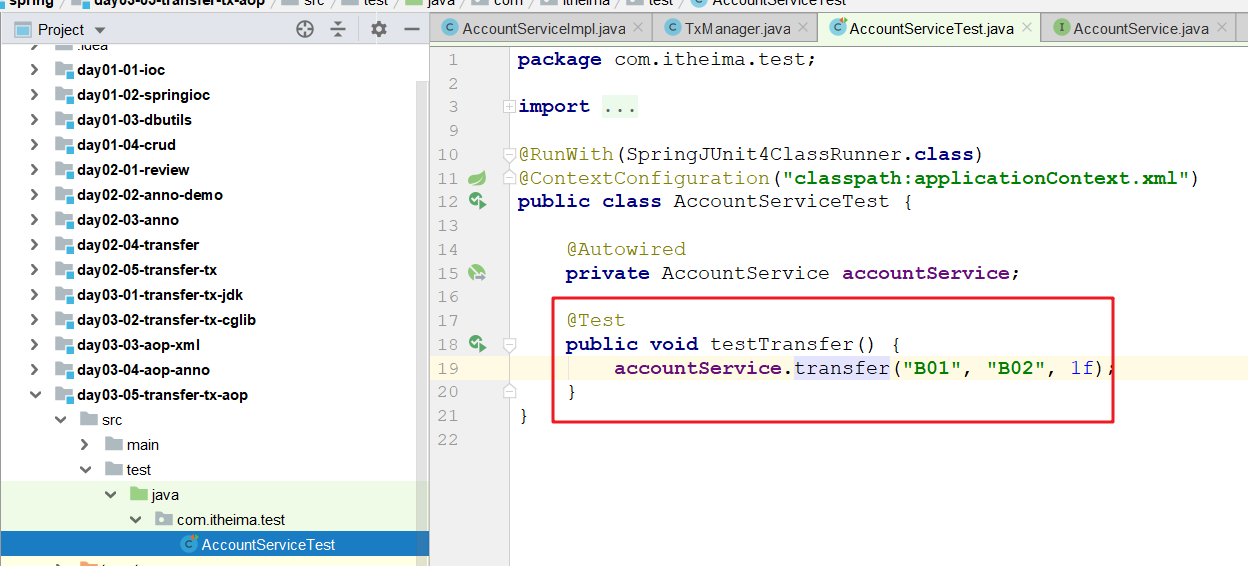 spring day03-05-transfer-tx-aop src test java com itheima test AccountServiceTest
Project
AccountServiceImpl.java TxManager.java AccountServiceTest.java AccountService.java
.idea
day01-01-ioc
day01-02-springioc
day01-03-dbutils
day01-04-crud
day02-01-review
day02-02-anno-demo
day02-03-anno
day02-04-transfer
day02-05-transfer-tx
day03-01-transfer-tx-jdk
day03-02-transfer-tx-cglib
day03-03-aop-xml
day03-04-aop-anno
day03-05-transfer-tx-aop
src
main
test
java
com.itheima.test
AccountServiceTest
1 package com.itheima.test;
2
3 import ...
9
10 @RunWith(SpringJUnit4ClassRunner.class)
11 @ContextConfiguration("classpath:applicationContext.xml")
12 public class AccountServiceTest {
13
14 @Autowired
15 private AccountService accountService;
16
17 @Test
18 public void testTransfer() {
19 accountService.transfer("B01", "B02", 1f);
20 }
21 }
22